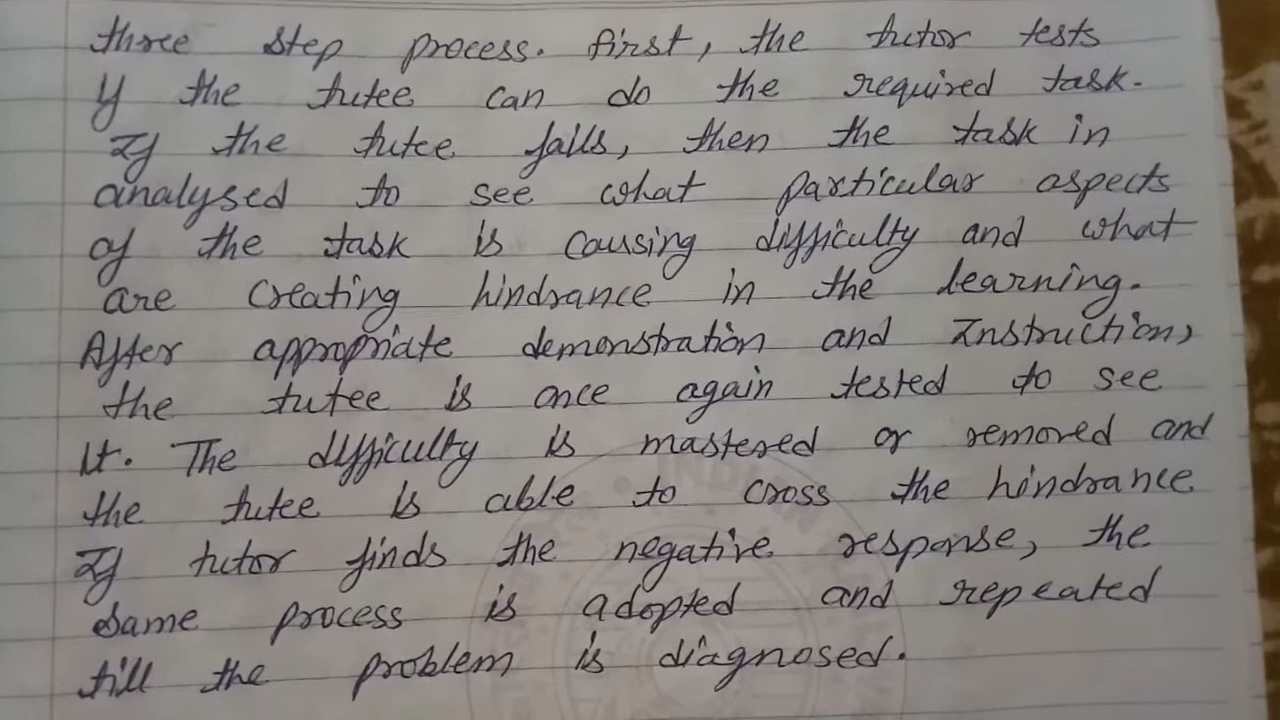 three step process. first, the tutor tests
if the tutee can do the required task.
If the tutee fails, then the task in
analysed to see what particular aspects
of the task is causing difficulty and what
are creating hindrance in the learning.
After appropriate demonstration and Instruction,
the tutee is once again tested to see
It. The difficulty is mastered or removed and
the tutee is able to cross the hindrance
If tutor finds the negative response, the
same process is adopted and repeated
till the problem is diagnosed.